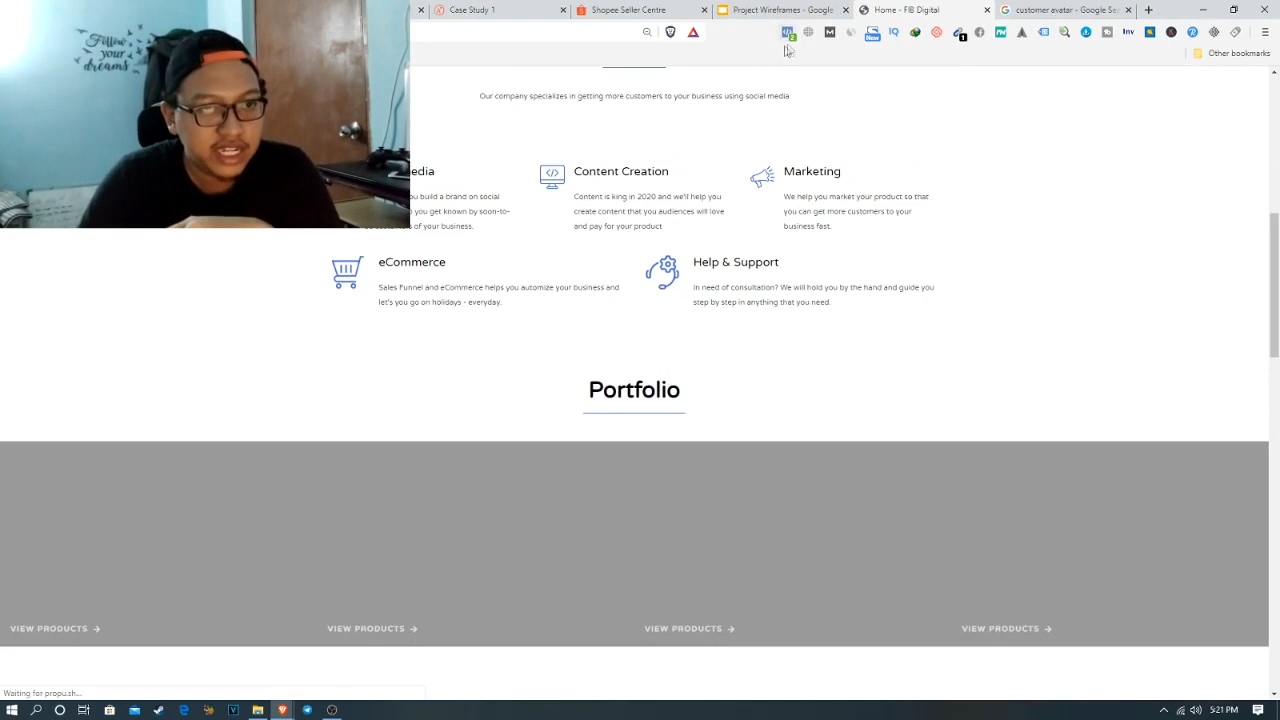 Follow
your
dreams
Case Study 1
Shopee Seller Centre
Project Wireframes - Google
Home - FIB Digital
customer avatar - Google Se
Other bookmarks
Our company specializes in getting more customers to your business using social media
edia
you build a brand on social
you get known by soon-to-
of your business.
Content Creation
Content is king in 2020 and we'll help you
create content that you audiences will love
and pay for your product
Marketing
We help you market your product so that
you can get more customers to your
business fast.
eCommerce
Sales Funnel and eCommerce helps you automize your business and
let's you go on holidays - everyday.
Help & Support
In need of consultation? We will hold you by the hand and guide you
step by step in anything that you need.
Portfolio
VIEW PRODUCTS →
VIEW PRODUCTS →
VIEW PRODUCTS →
VIEW PRODUCTS →
Waiting for propu.sh...
5:21 PM